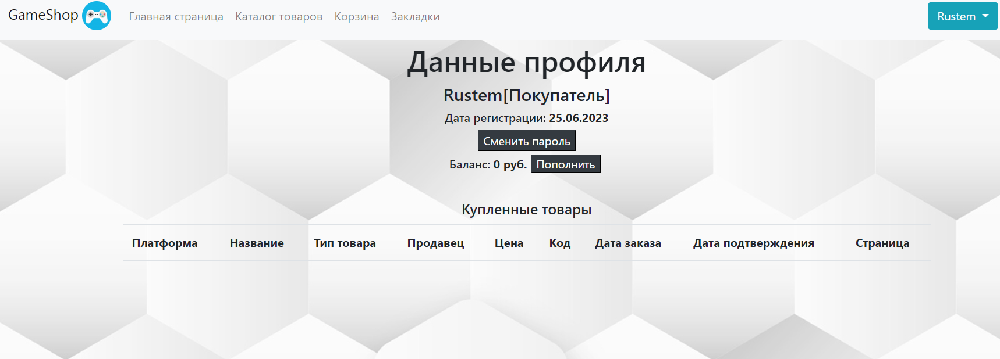 GameShop Главная страница Каталог товаров Корзина Закладки Rustem
Данные профиля
Rustem[Покупатель]
Дата регистрации: 25.06.2023
Сменить пароль
Баланс: 0 руб. Пополнить
Купленные товары
Платформа Название Тип товара Продавец Цена Код Дата заказа Дата подтверждения Страница